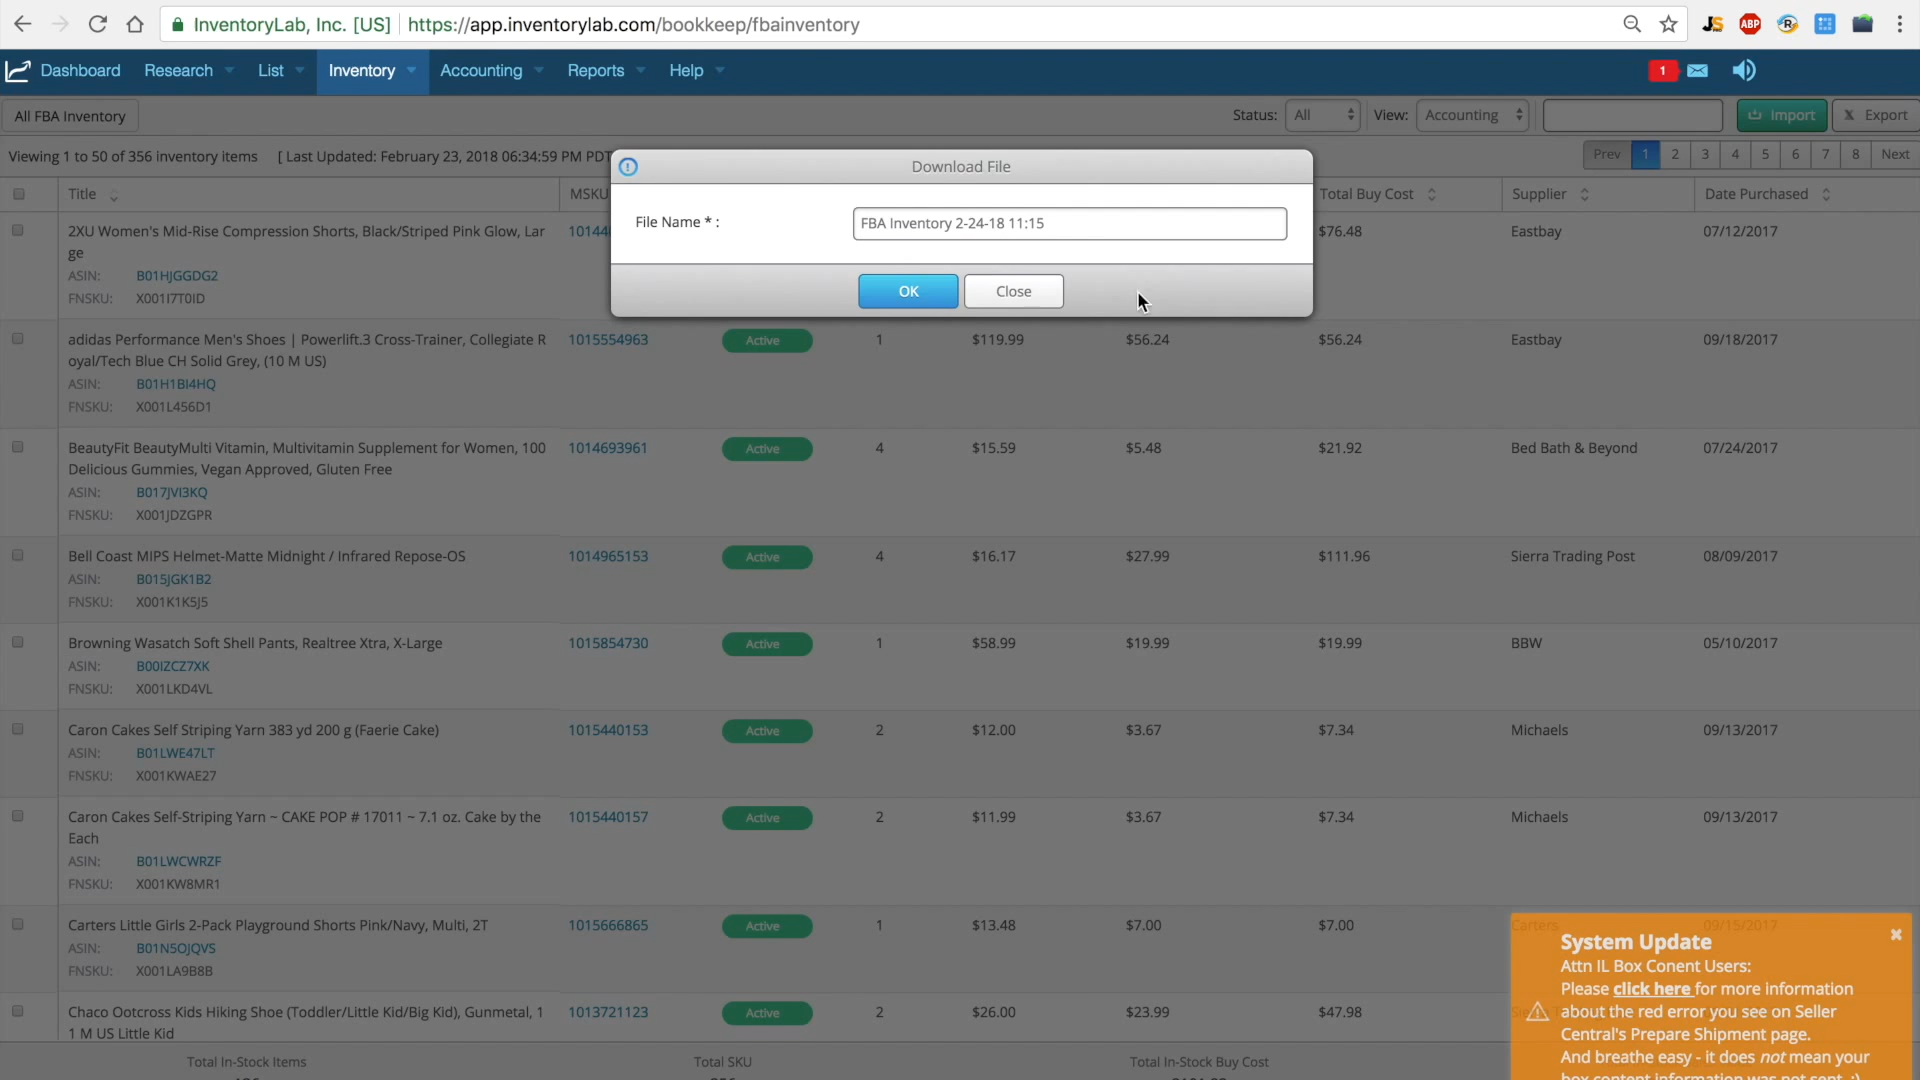 InventoryLab, Inc. [US] https://app.inventorylab.com/bookkeep/fbainventory
JS ABP R
Dashboard Research List Inventory Accounting Reports Help 1
All FBA Inventory Status: All View: Accounting Import Export
Viewing 1 to 50 of 356 inventory items [ Last Updated: February 23, 2018 06:34:59 PM PDT Prev 1 2 3 4 5 6 7 8 Next
Download File
File Name * : FBA Inventory 2-24-18 11:15
OK Close
Title MSKU Total Buy Cost Supplier Date Purchased
2XU Women's Mid-Rise Compression Shorts, Black/Striped Pink Glow, Lar 10144 $76.48 Eastbay 07/12/2017
ge
ASIN: B01HJGGDG2
FNSKU: X001I7T0ID
adidas Performance Men's Shoes | Powerlift.3 Cross-Trainer, Collegiate R 1015554963 Active 1 $119.99 $56.24 $56.24 Eastbay 09/18/2017
oyal/Tech Blue CH Solid Grey, (10 M US)
ASIN: B01H1BI4HQ
FNSKU: X001L456D1
BeautyFit BeautyMulti Vitamin, Multivitamin Supplement for Women, 100 1014693961 Active 4 $15.59 $5.48 $21.92 Bed Bath & Beyond 07/24/2017
Delicious Gummies, Vegan Approved, Gluten Free
ASIN: B017JVI3KQ
FNSKU: X001JDZGPR
Bell Coast MIPS Helmet-Matte Midnight / Infrared Repose-OS 1014965153 Active 4 $16.17 $27.99 $111.96 Sierra Trading Post 08/09/2017
ASIN: B015JGK1B2
FNSKU: X001K1K5J5
Browning Wasatch Soft Shell Pants, Realtree Xtra, X-Large 1015854730 Active 1 $58.99 $19.99 $19.99 BBW 05/10/2017
ASIN: B00IZCZ7XK
FNSKU: X001LKD4VL
Caron Cakes Self Striping Yarn 383 yd 200 g (Faerie Cake) 1015440153 Active 2 $12.00 $3.67 $7.34 Michaels 09/13/2017
ASIN: B01LWE47LT
FNSKU: X001KWAE27
Caron Cakes Self-Striping Yarn ~ CAKE POP # 17011 ~ 7.1 oz. Cake by the 1015440157 Active 2 $11.99 $3.67 $7.34 Michaels 09/13/2017
Each
ASIN: B01LWCWRZF
FNSKU: X001KW8MR1
Carters Little Girls 2-Pack Playground Shorts Pink/Navy, Multi, 2T 1015666865 Active 1 $13.48 $7.00 $7.00 Carters 09/15/2017
ASIN: B01N5OJQVS
FNSKU: X001LA9B8B
Chaco Ootcross Kids Hiking Shoe (Toddler/Little Kid/Big Kid), Gunmetal, 1 1013721123 Active 2 $26.00 $23.99 $47.98
1 M US Little Kid
System Update
Attn IL Box Conent Users:
Please click here for more information
about the red error you see on Seller
Central's Prepare Shipment page.
And breathe easy - it does not mean your
box content information was not sent. :)
Total In-Stock Items Total SKU Total In-Stock Buy Cost